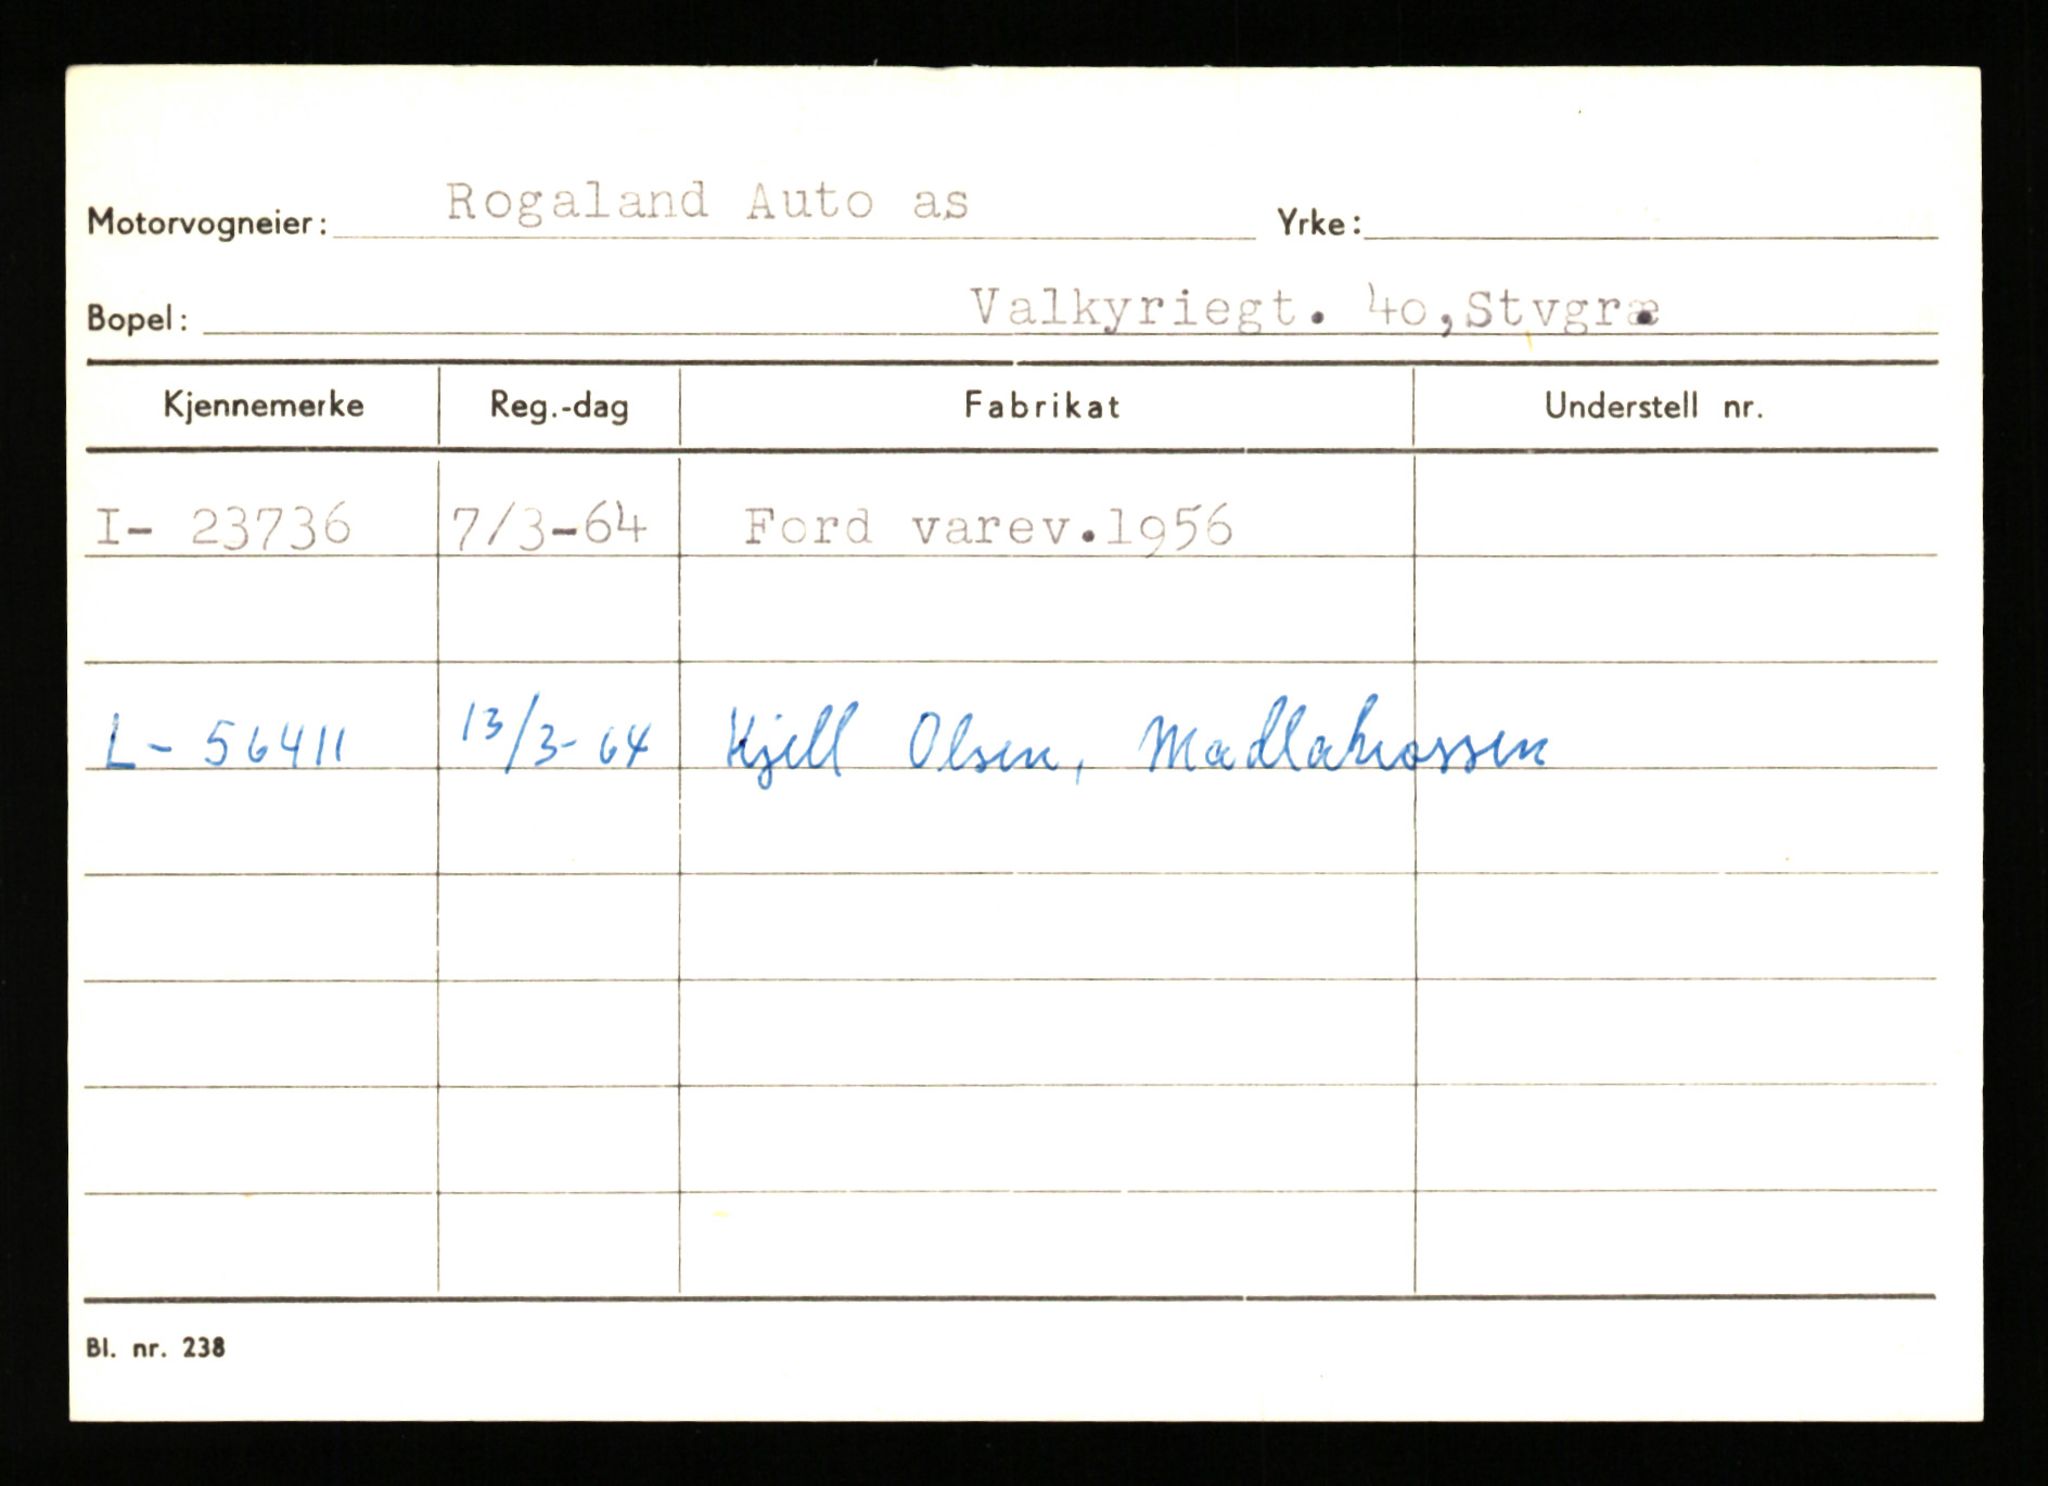 Motorvogneier: Rogaland Auto as Yrke:
Bopel: Valkyriegt. 40, Stvgr.
Kjennemerke Reg.-dag Fabrikat Understell nr.
I- 23736 7/3-64 Ford varev.1956
L- 56411 13/3-64 Kjell Olsen, Madlakrossen
Bl. nr. 238